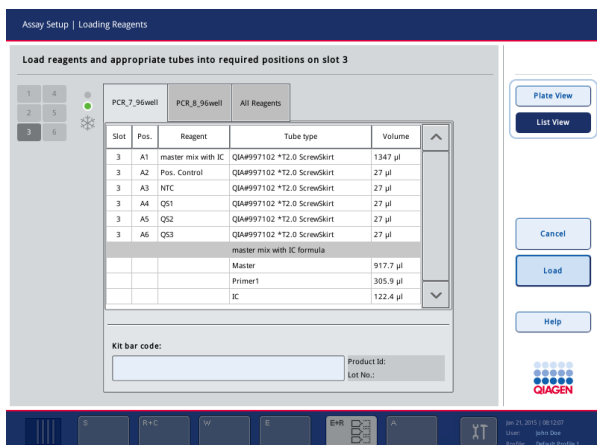 Assay Setup | Loading Reagents
Load reagents and appropriate tubes into required positions on slot 3
1 4
2 5
3 6
PCR_7_96well PCR_8_96well All Reagents
Slot Pos. Reagent Tube type Volume
3 A1 master mix with IC QIA#997102 *T2.0 ScrewSkirt 1347 µl
3 A2 Pos. Control QIA#997102 *T2.0 ScrewSkirt 27 µl
3 A3 NTC QIA#997102 *T2.0 ScrewSkirt 27 µl
3 A4 QS1 QIA#997102 *T2.0 ScrewSkirt 27 µl
3 A5 QS2 QIA#997102 *T2.0 ScrewSkirt 27 µl
3 A6 QS3 QIA#997102 *T2.0 ScrewSkirt 27 µl
master mix with IC formula
Master 917.7 µl
Primer1 305.9 µl
IC 122.4 µl
Kit bar code:
Product Id:
Lot No.:
Plate View
List View
Cancel
Load
Help
QIAGEN
S R+C W E E+R A
Jan 21, 2015 | 08:12:07
User: John Doe
Profile: Default Profile 1